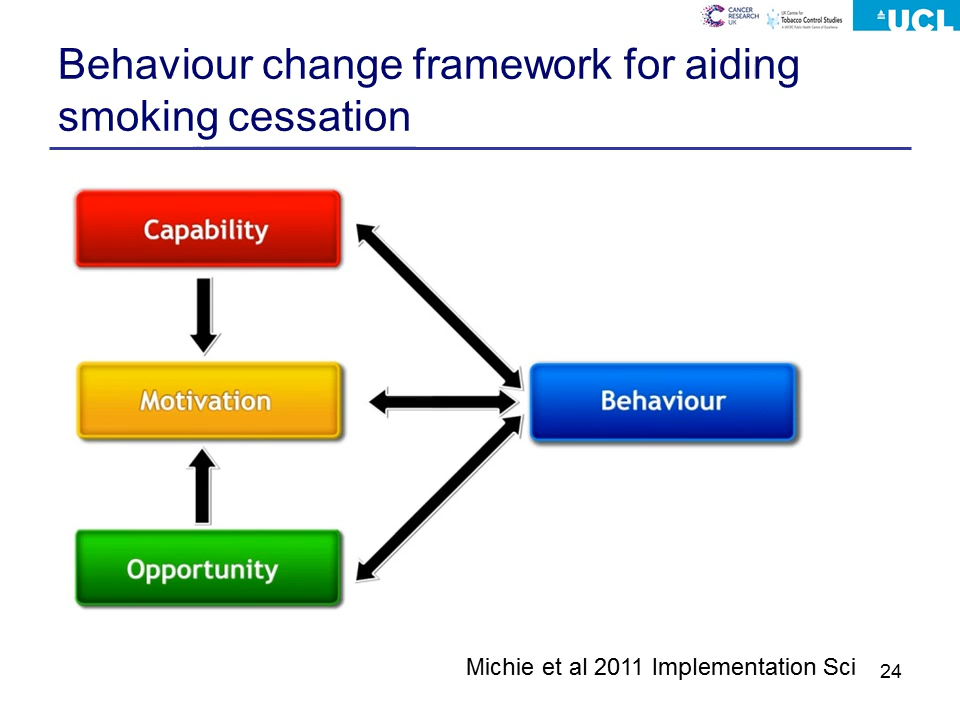 CANCER
RESEARCH
UK
UK Centre for
Tobacco Control Studies
UCL
Behaviour change framework for aiding
smoking cessation
Capability
Motivation
Behaviour
Opportunity
Michie et al 2011 Implementation Sci
24